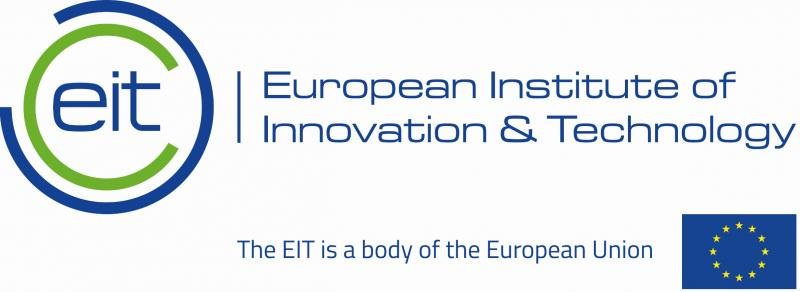 eit
European Institute of
Innovation & Technology
The EIT is a body of the European Union